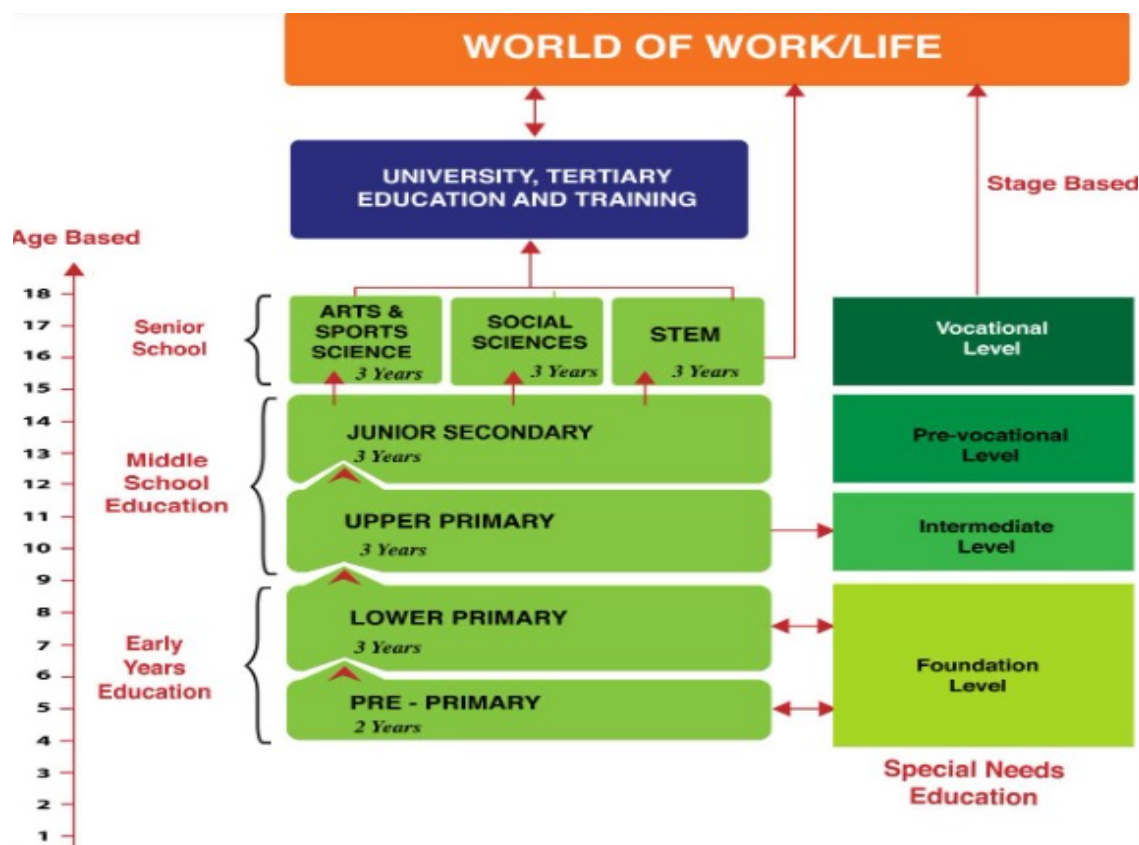 WORLD OF WORK/LIFE
UNIVERSITY, TERTIARY
EDUCATION AND TRAINING
Stage Based
Age Based
18
17
16
15
14
13
12
11
10
9
8
7
6
5
4
3
2
1
Senior
School
ARTS &
SPORTS
SCIENCE
3 Years
SOCIAL
SCIENCES
3 Years
STEM
3 Years
Vocational
Level
Middle
School
Education
JUNIOR SECONDARY
3 Years
Pre-vocational
Level
UPPER PRIMARY
3 Years
Intermediate
Level
Early
Years
Education
LOWER PRIMARY
3 Years
PRE - PRIMARY
2 Years
Foundation
Level
Special Needs
Education